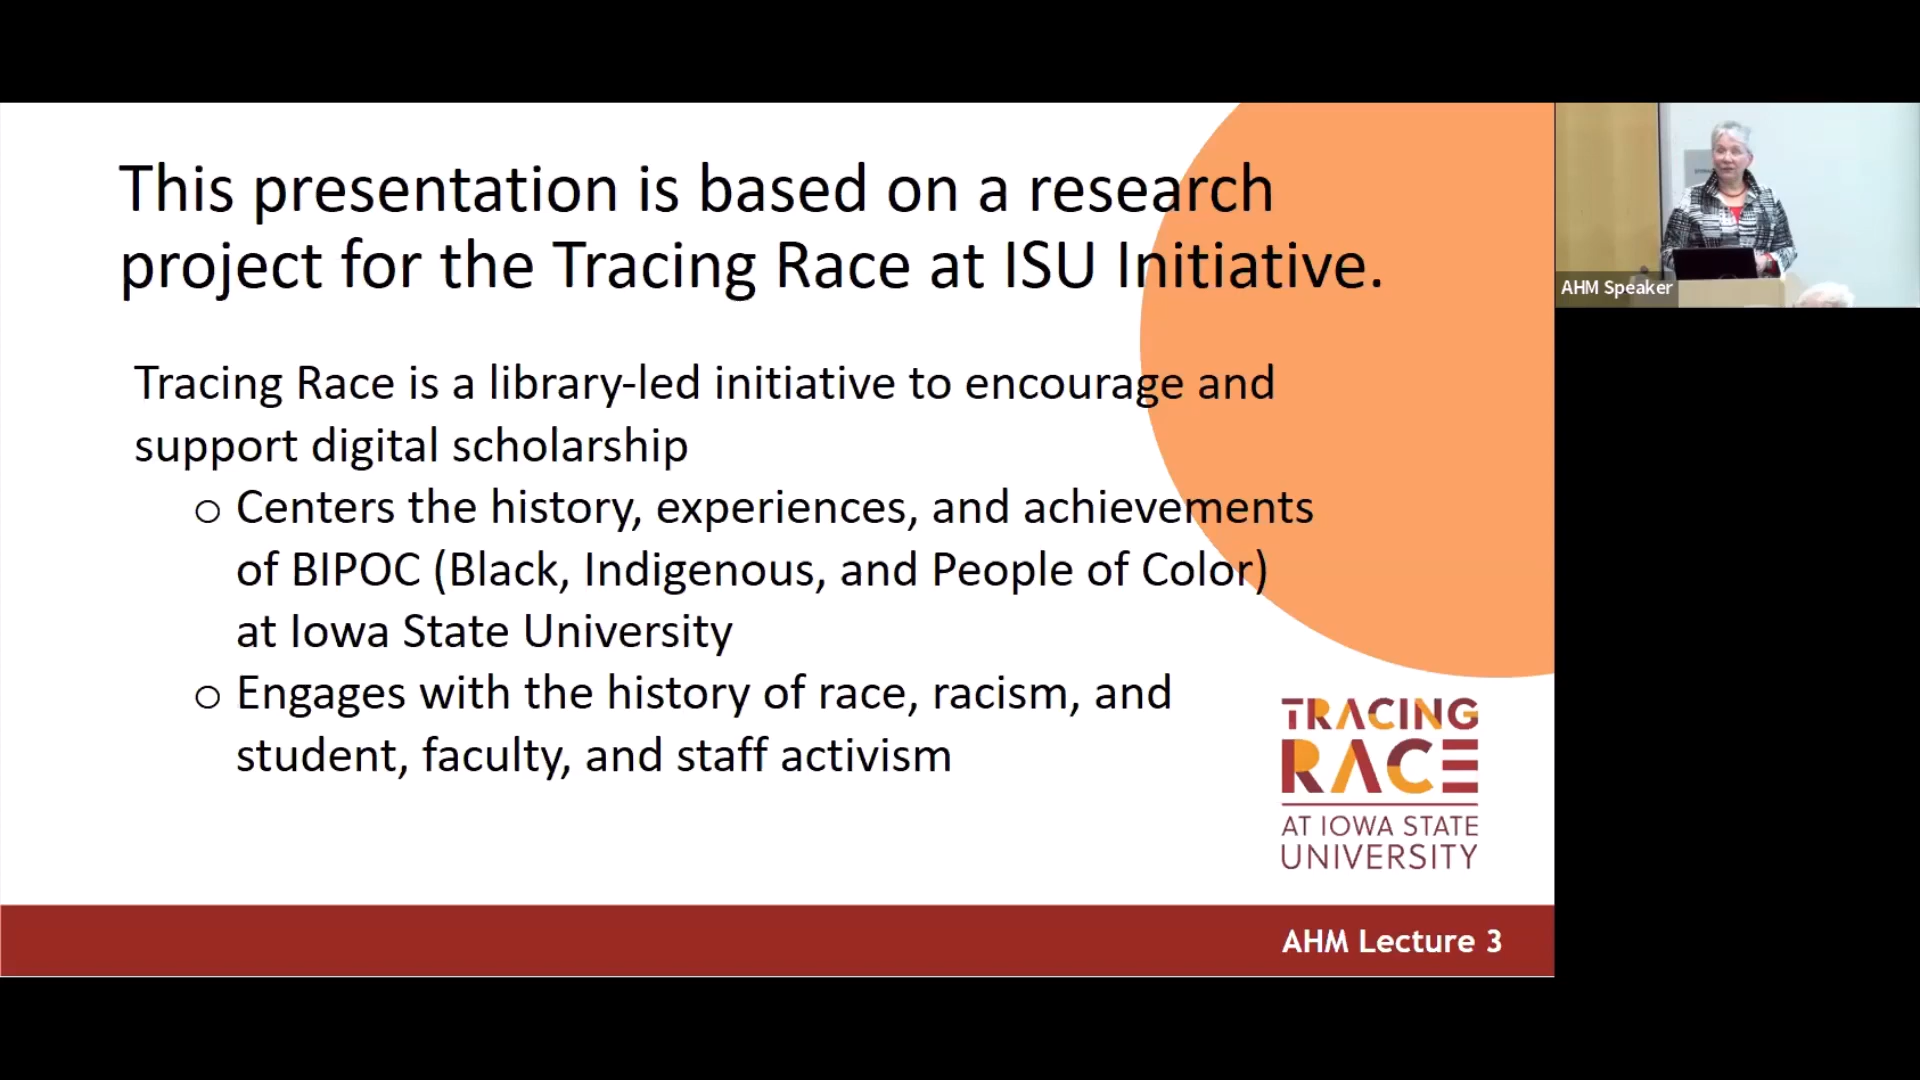 This presentation is based on a research
project for the Tracing Race at ISU Initiative.
Tracing Race is a library-led initiative to encourage and
support digital scholarship
o Centers the history, experiences, and achievements
of BIPOC (Black, Indigenous, and People of Color)
at Iowa State University
o Engages with the history of race, racism, and
student, faculty, and staff activism
TRACING
RACE
AT IOWA STATE
UNIVERSITY
AHM Lecture 3
AHM Speaker